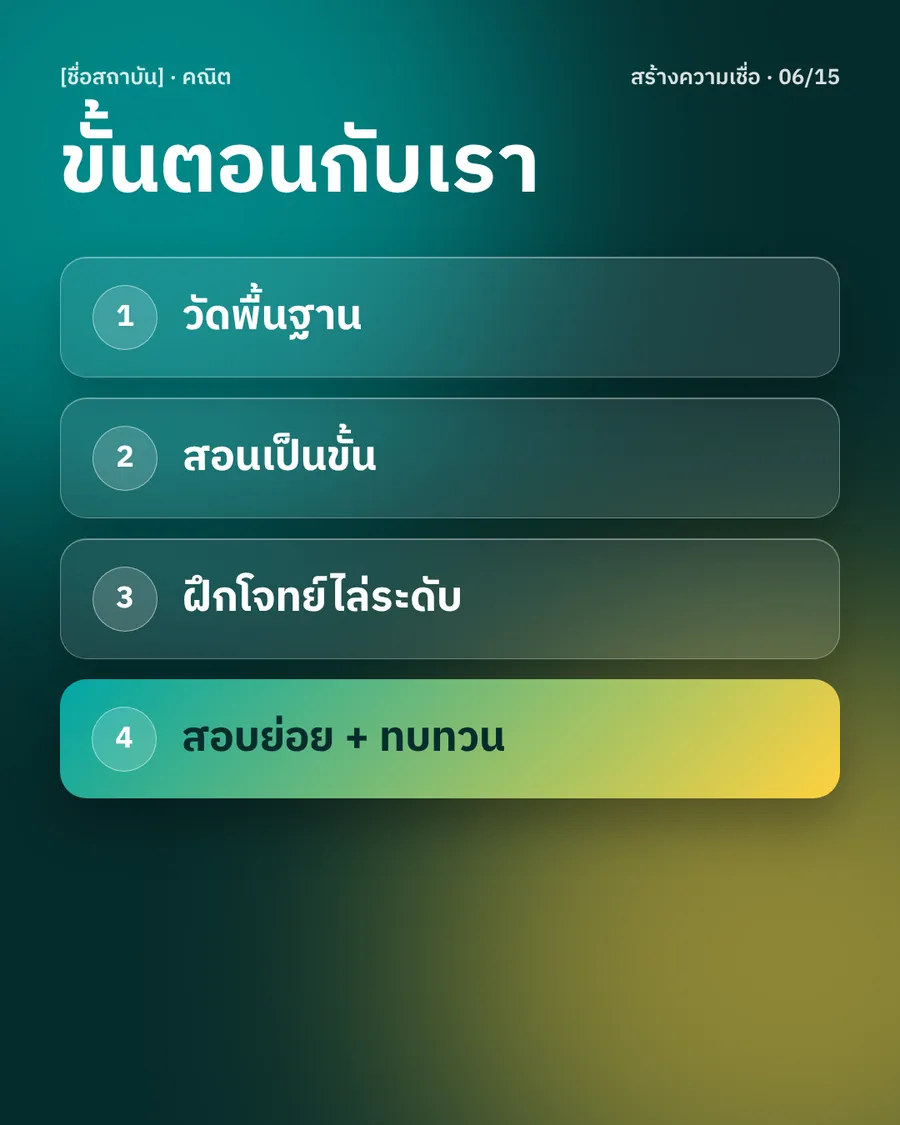 [ชื่อสถาบัน] · คณิต
สร้างความเชื่อ · 06/15
ขั้นตอนกับเรา
1 วัดพื้นฐาน
2 สอนเป็นขั้น
3 ฝึกโจทย์ไล่ระดับ
4 สอบย่อย + ทบทวน